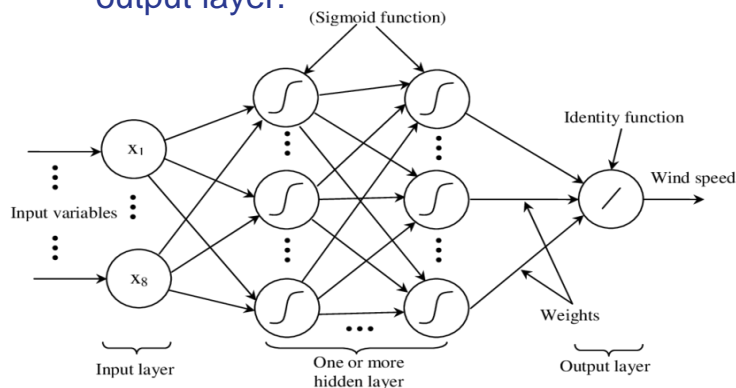 output layer.
(Sigmoid function)
Identity function
x1
Wind speed
Input variables
x8
Weights
Input layer
One or more
hidden layer
Output layer